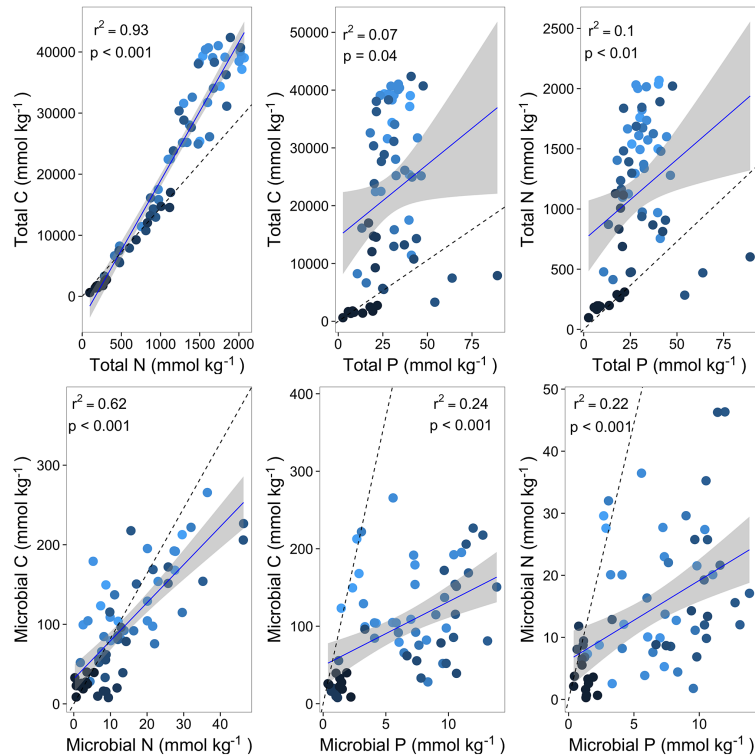 r² = 0.93
p < 0.001
40000
30000
20000
10000
0
Total C (mmol kg⁻¹)
0 500 1000 1500 2000
Total N (mmol kg⁻¹)
r² = 0.07
p = 0.04
50000
40000
30000
20000
10000
0
Total C (mmol kg⁻¹)
0 25 50 75
Total P (mmol kg⁻¹)
r² = 0.1
p < 0.01
2500
2000
1500
1000
500
0
Total N (mmol kg⁻¹)
0 25 50 75
Total P (mmol kg⁻¹)
r² = 0.62
p < 0.001
300
200
100
0
Microbial C (mmol kg⁻¹)
0 10 20 30 40
Microbial N (mmol kg⁻¹)
r² = 0.24
p < 0.001
400
300
200
100
0
Microbial C (mmol kg⁻¹)
0 5 10
Microbial P (mmol kg⁻¹)
r² = 0.22
p < 0.001
50
40
30
20
10
0
Microbial N (mmol kg⁻¹)
0 5 10
Microbial P (mmol kg⁻¹)